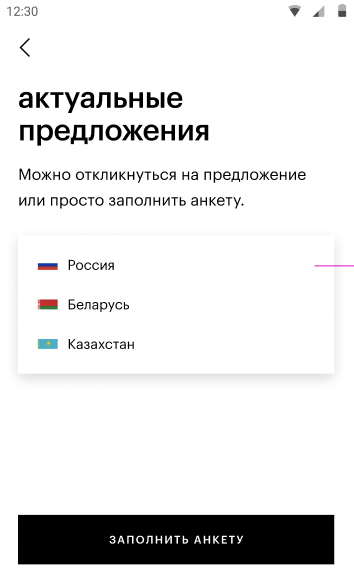 12:30
актуальные
предложения
Можно откликнуться на предложение
или просто заполнить анкету.
Россия
Беларусь
Казахстан
ЗАПОЛНИТЬ АНКЕТУ